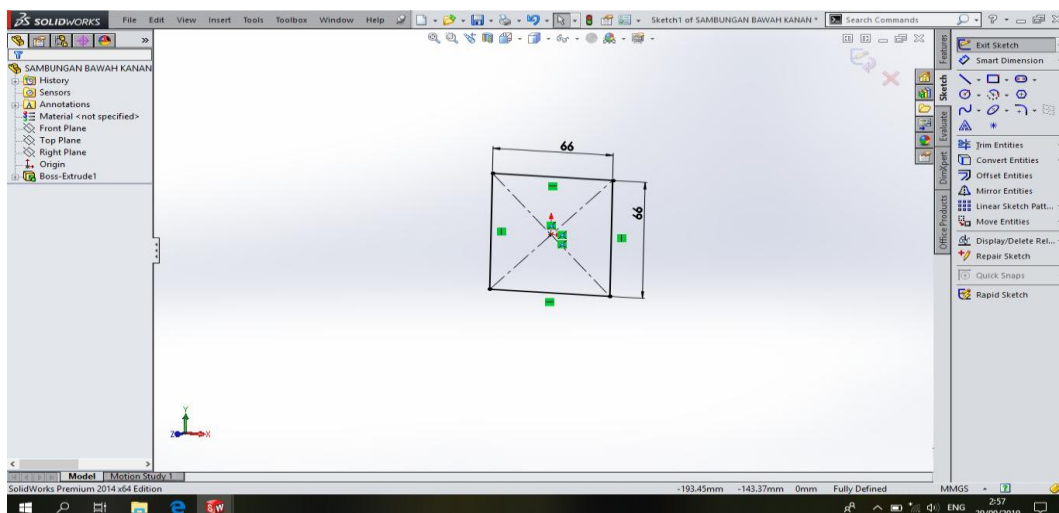 SOLIDWORKS File Edit View Insert Tools Toolbox Window Help Sketch1 of SAMBUNGAN BAWAH KANAN * Search Commands
SAMBUNGAN BAWAH KANAN
History
Sensors
Annotations
Material <not specified>
Front Plane
Top Plane
Right Plane
Origin
Boss-Extrude1
66
66
Features
Sketch
Evaluate
DimXpert
Office Products
Exit Sketch
Smart Dimension
Trim Entities
Convert Entities
Offset Entities
Mirror Entities
Linear Sketch Patt...
Move Entities
Display/Delete Rel...
Repair Sketch
Quick Snaps
Rapid Sketch
Y
Z X
Model Motion Study 1
SolidWorks Premium 2014 x64 Edition -193.45mm -143.37mm 0mm Fully Defined MMGS
ENG 2:57